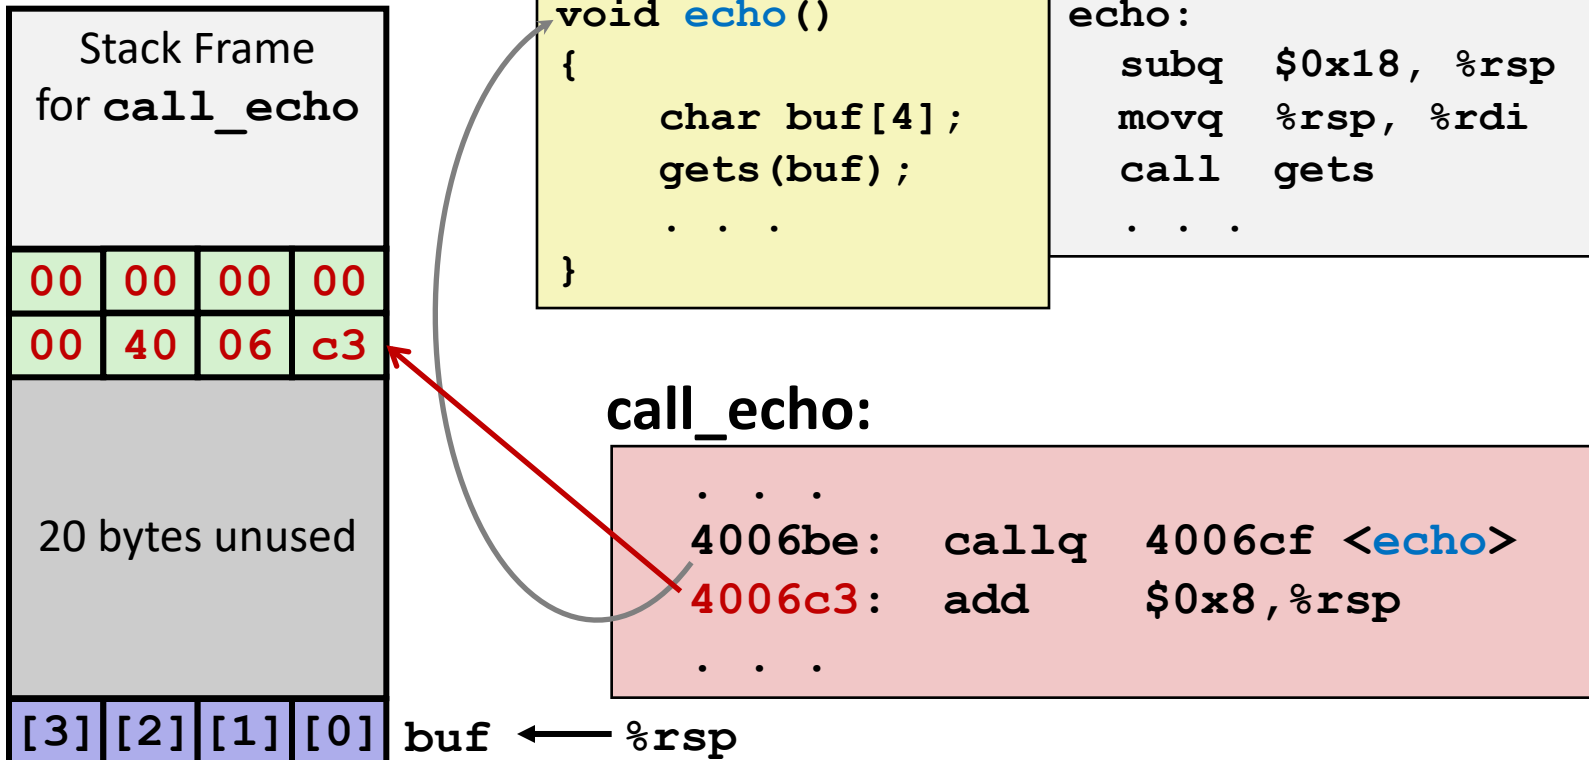 Stack Frame
for call_echo
00 00 00 00
00 40 06 c3
20 bytes unused
[3] [2] [1] [0] buf %rsp
void echo()
{
char buf[4];
gets(buf);
. . .
}
echo:
subq $0x18, %rsp
movq %rsp, %rdi
call gets
. . .
call_echo:
. . .
4006be: callq 4006cf <echo>
4006c3: add $0x8,%rsp
. . .